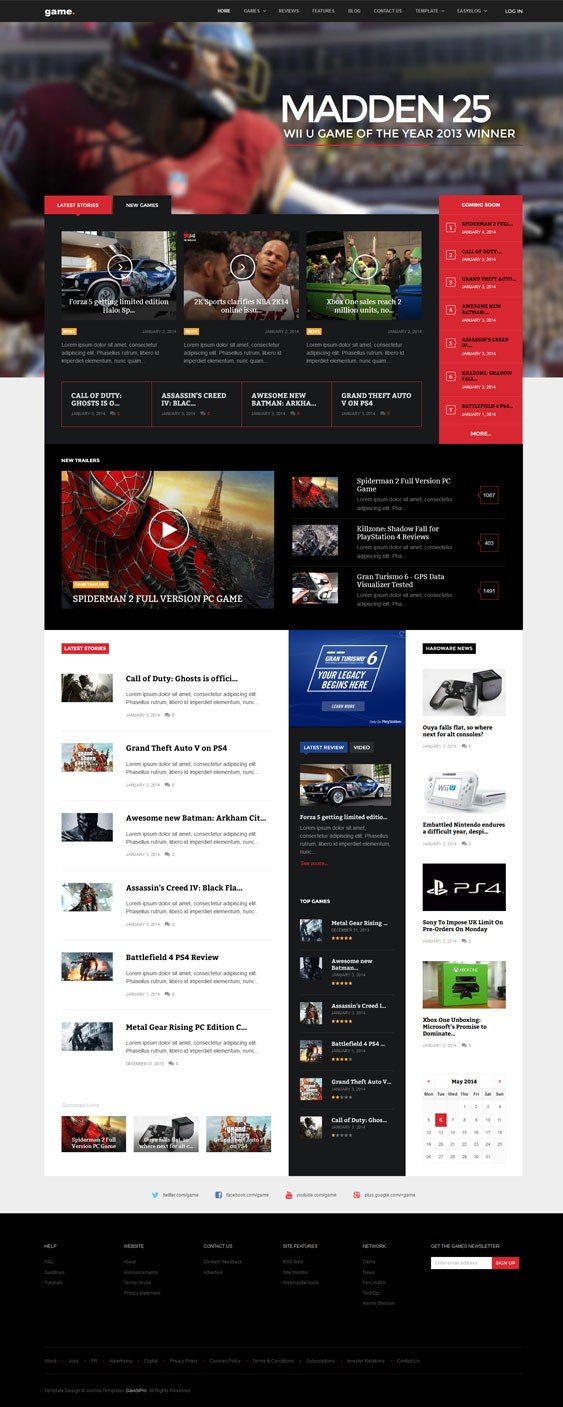 game.
HOME GAMES REVIEWS FEATURES BLOG CONTACT US TEMPLATE EASYBLOG LOG IN
MADDEN 25
WII U GAME OF THE YEAR 2013 WINNER
LATEST STORIES NEW GAMES
Forza 5 getting limited edition
Halo: Sp...
NEWS JANUARY 2, 2014
Lorem ipsum dolor sit amet, consectetur
adipiscing elit. Phasellus rutrum, libero id
imperdiet elementum, nunc quam...
2K Sports clarifies NBA 2K14
online issu...
NEWS JANUARY 2, 2014
Lorem ipsum dolor sit amet, consectetur
adipiscing elit. Phasellus rutrum, libero id
imperdiet elementum, nunc quam...
Xbox One sales reach 2
million units, no...
NEWS JANUARY 2, 2014
Lorem ipsum dolor sit amet, consectetur
adipiscing elit. Phasellus rutrum, libero id
imperdiet elementum, nunc quam...
CALL OF DUTY:
GHOSTS IS O...
JANUARY 3, 2014 0
ASSASSIN'S CREED
IV: BLAC...
JANUARY 3, 2014 0
AWESOME NEW
BATMAN: ARKHA...
JANUARY 3, 2014 0
GRAND THEFT AUTO
V ON PS4
JANUARY 3, 2014 0
COMING SOON
1 SPIDERMAN 2 FULL...
JANUARY 4, 2014
2 CALL OF DUTY:...
JANUARY 3, 2014
3 GRAND THEFT AUTO...
JANUARY 3, 2014
4 AWESOME NEW
BATMAN:...
JANUARY 3, 2014
5 ASSASSIN'S CREED
IV:...
JANUARY 3, 2014
6 KILLZONE: SHADOW
FALL...
JANUARY 3, 2014
7 BATTLEFIELD 4 PS4...
JANUARY 1, 2014
MORE...
NEW TRAILERS
GAME TRAILERS
SPIDERMAN 2 FULL VERSION PC GAME
Spiderman 2 Full Version PC
Game
Lorem ipsum dolor sit amet, consectetur
adipiscing elit. Pha...
1087
Killzone: Shadow Fall for
PlayStation 4 Reviews
Lorem ipsum dolor sit amet, consectetur
adipiscing elit. Pha...
403
Gran Turismo 6 - GPS Data
Visualizer Tested
Lorem ipsum dolor sit amet, consectetur
adipiscing elit. Pha...
1491
LATEST STORIES
Call of Duty: Ghosts is offici...
Lorem ipsum dolor sit amet, consectetur adipiscing elit.
Phasellus rutrum, libero id imperdiet elementum, nunc...
JANUARY 3, 2014 0
Grand Theft Auto V on PS4
Lorem ipsum dolor sit amet, consectetur adipiscing elit.
Phasellus rutrum, libero id imperdiet elementum, nunc...
JANUARY 3, 2014 0
Awesome new Batman: Arkham Cit...
Lorem ipsum dolor sit amet, consectetur adipiscing elit.
Phasellus rutrum, libero id imperdiet elementum, nunc...
JANUARY 3, 2014 0
Assassin's Creed IV: Black Fla...
Lorem ipsum dolor sit amet, consectetur adipiscing elit.
Phasellus rutrum, libero id imperdiet elementum, nunc...
JANUARY 3, 2014 0
Battlefield 4 PS4 Review
Lorem ipsum dolor sit amet, consectetur adipiscing elit.
Phasellus rutrum, libero id imperdiet elementum, nunc...
JANUARY 1, 2014 0
Metal Gear Rising PC Edition C...
Lorem ipsum dolor sit amet, consectetur adipiscing elit.
Phasellus rutrum, libero id imperdiet elementum, nunc...
DECEMBER 31, 2013 0
Sponsored Links
Spiderman 2 Full
Version PC Game
Ouya falls flat, so
where next for alt c...
Grand Theft Auto V
on PS4
GRAN TURISMO 6
YOUR LEGACY
BEGINS HERE
LEARN MORE
Only On PlayStation
LATEST REVIEW VIDEO
Forza 5 getting limited editio...
Lorem ipsum dolor sit amet, consectetur
adipiscing elit. Phasellus rutrum, libero
id imperdiet elementum,
nunc...
See more...
TOP GAMES
Metal Gear Rising ...
DECEMBER 31, 2013
Awesome new
Batman...
JANUARY 3, 2014
Assassin's Creed I...
JANUARY 3, 2014
Battlefield 4 PS4 ...
JANUARY 1, 2014
Grand Theft Auto V...
JANUARY 3, 2014
Call of Duty: Ghos...
JANUARY 3, 2014
HARDWARE NEWS
Ouya falls flat, so where
next for alt consoles?
JANUARY 2, 2014 0
Wii U
Embattled Nintendo endures
a difficult year, despi...
JANUARY 2, 2014 0
PS4
Sony To Impose UK Limit On
Pre-Orders On Monday
JANUARY 2, 2014 0
XBOX ONE
Xbox One Unboxing:
Microsoft's Promise to
Dominate...
JANUARY 2, 2014 0
« May 2014 »
Mon Tue Wed Thu Fri Sat Sun
1 2 3 4
5 6 7 8 9 10 11
12 13 14 15 16 17 18
19 20 21 22 23 24 25
26 27 28 29 30 31
twitter.com/game facebook.com/game youtube.com/game plus.google.com/+game
HELP
FAQ
Guidlines
Tutorials
WEBSITE
About
Announcements
Terms of use
Privacy statement
CONTACT US
Contact / feedback
Advertise
SITE FEATURES
RSS feed
Site monitor
Webmaster tools
NETWORK
Game
News
Film Watch
Anime Stration
GET THE GAMES NEWSLETTER
Enter email address SIGN UP
About Jobs PR Advertising Digital Privacy Policy Cookies Policy Terms & Conditions Subscriptions Investor Relations Contact Us
Template Design © Joomla Templates GavickPro. All Rights Reserved.